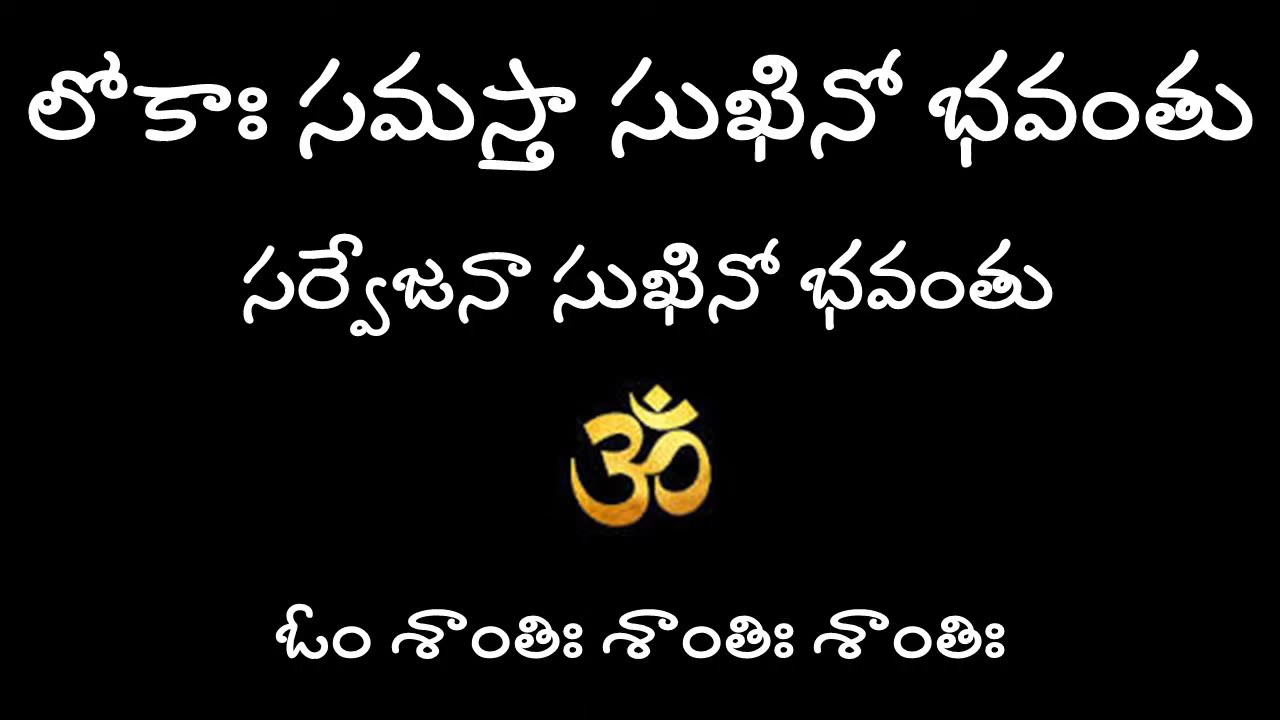 లోకాః సమస్తా సుఖినో భవంతు
సర్వేజనా సుఖినో భవంతు
ॐ
ఓం శాంతిః శాంతిః శాంతిః